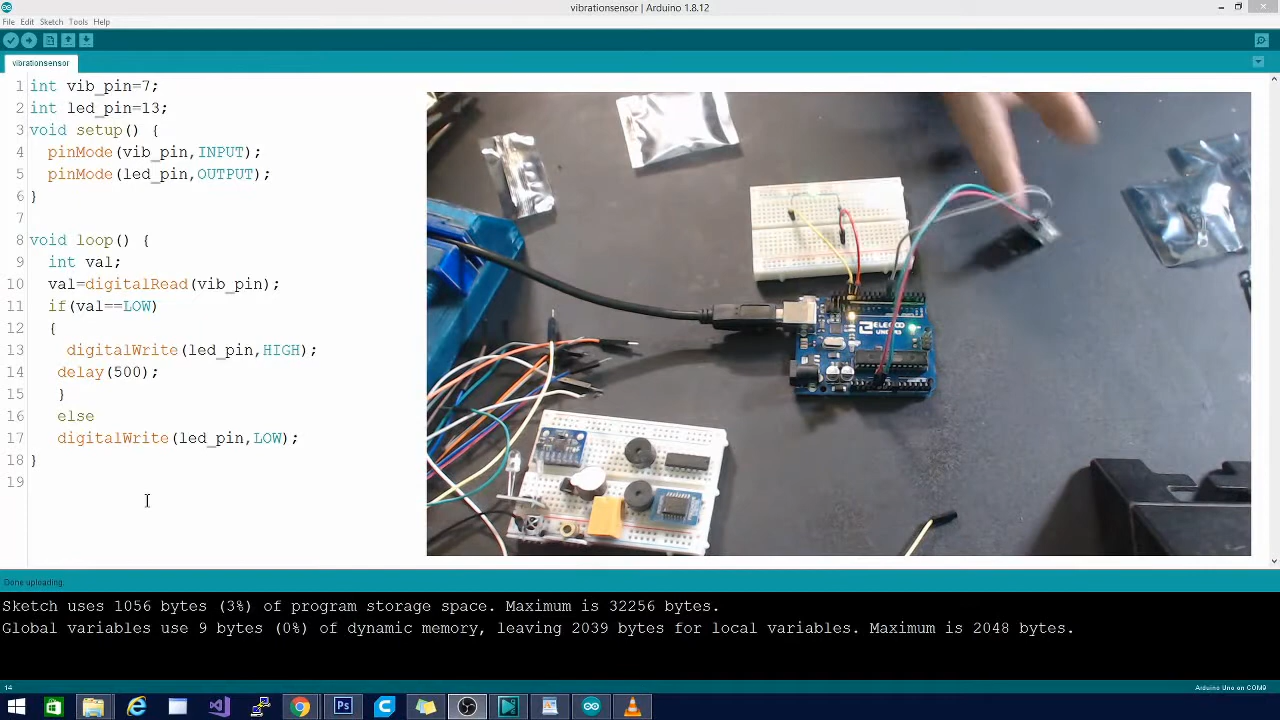 vibrationsensor | Arduino 1.8.12
File Edit Sketch Tools Help
vibrationsensor
1 int vib_pin=7;
2 int led_pin=13;
3 void setup() {
4 pinMode(vib_pin,INPUT);
5 pinMode(led_pin,OUTPUT);
6 }
7
8 void loop() {
9 int val;
10 val=digitalRead(vib_pin);
11 if(val==LOW)
12 {
13 digitalWrite(led_pin,HIGH);
14 delay(500);
15 }
16 else
17 digitalWrite(led_pin,LOW);
18 }
19
ELEGOO
UNO R3
Done uploading.
Sketch uses 1056 bytes (3%) of program storage space. Maximum is 32256 bytes.
Global variables use 9 bytes (0%) of dynamic memory, leaving 2039 bytes for local variables. Maximum is 2048 bytes.
14
Arduino Uno on COM9
Ps